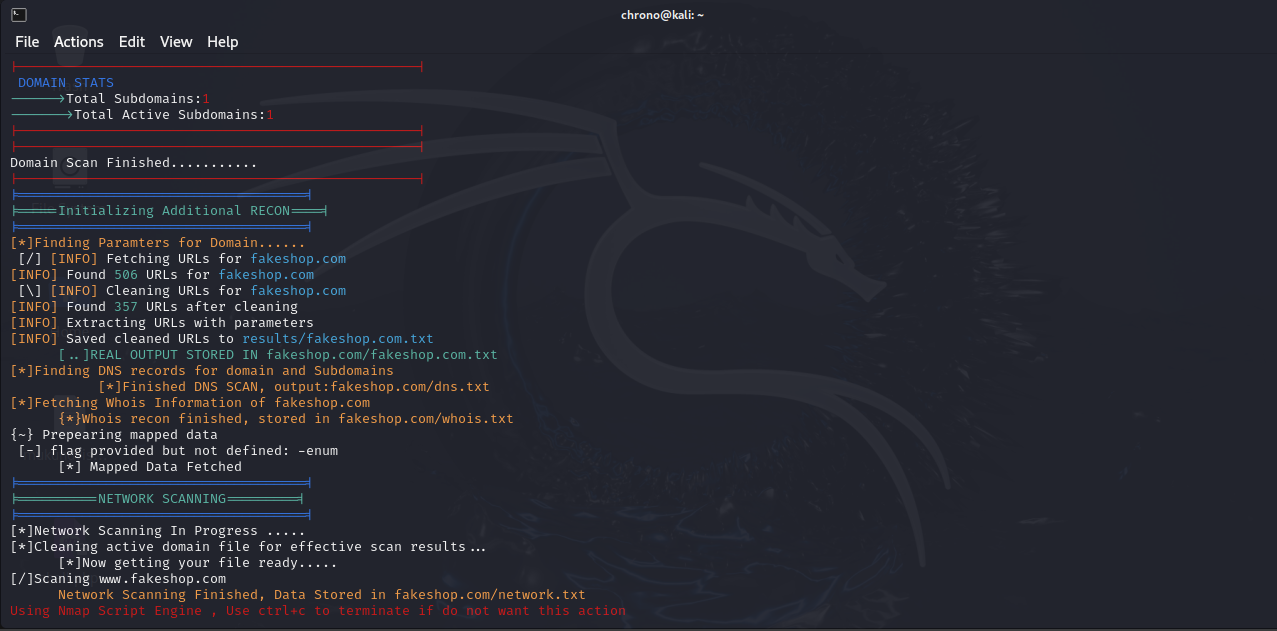 chrono@kali: ~
File Actions Edit View Help
DOMAIN STATS
------>Total Subdomains:1
------->Total Active Subdomains:1
Domain Scan Finished...........
|=====Initializing Additional RECON====|
[*]Finding Paramters for Domain......
[/] [INFO] Fetching URLs for fakeshop.com
[INFO] Found 506 URLs for fakeshop.com
[\] [INFO] Cleaning URLs for fakeshop.com
[INFO] Found 357 URLs after cleaning
[INFO] Extracting URLs with parameters
[INFO] Saved cleaned URLs to results/fakeshop.com.txt
[..]REAL OUTPUT STORED IN fakeshop.com/fakeshop.com.txt
[*]Finding DNS records for domain and Subdomains
[*]Finished DNS SCAN, output:fakeshop.com/dns.txt
[*]Fetching Whois Information of fakeshop.com
{*}Whois recon finished, stored in fakeshop.com/whois.txt
{~} Prepearing mapped data
[-] flag provided but not defined: -enum
[*] Mapped Data Fetched
|==========NETWORK SCANNING=========|
[*]Network Scanning In Progress .....
[*]Cleaning active domain file for effective scan results...
[*]Now getting your file ready.....
[/]Scaning www.fakeshop.com
Network Scanning Finished, Data Stored in fakeshop.com/network.txt
Using Nmap Script Engine , Use ctrl+c to terminate if do not want this action